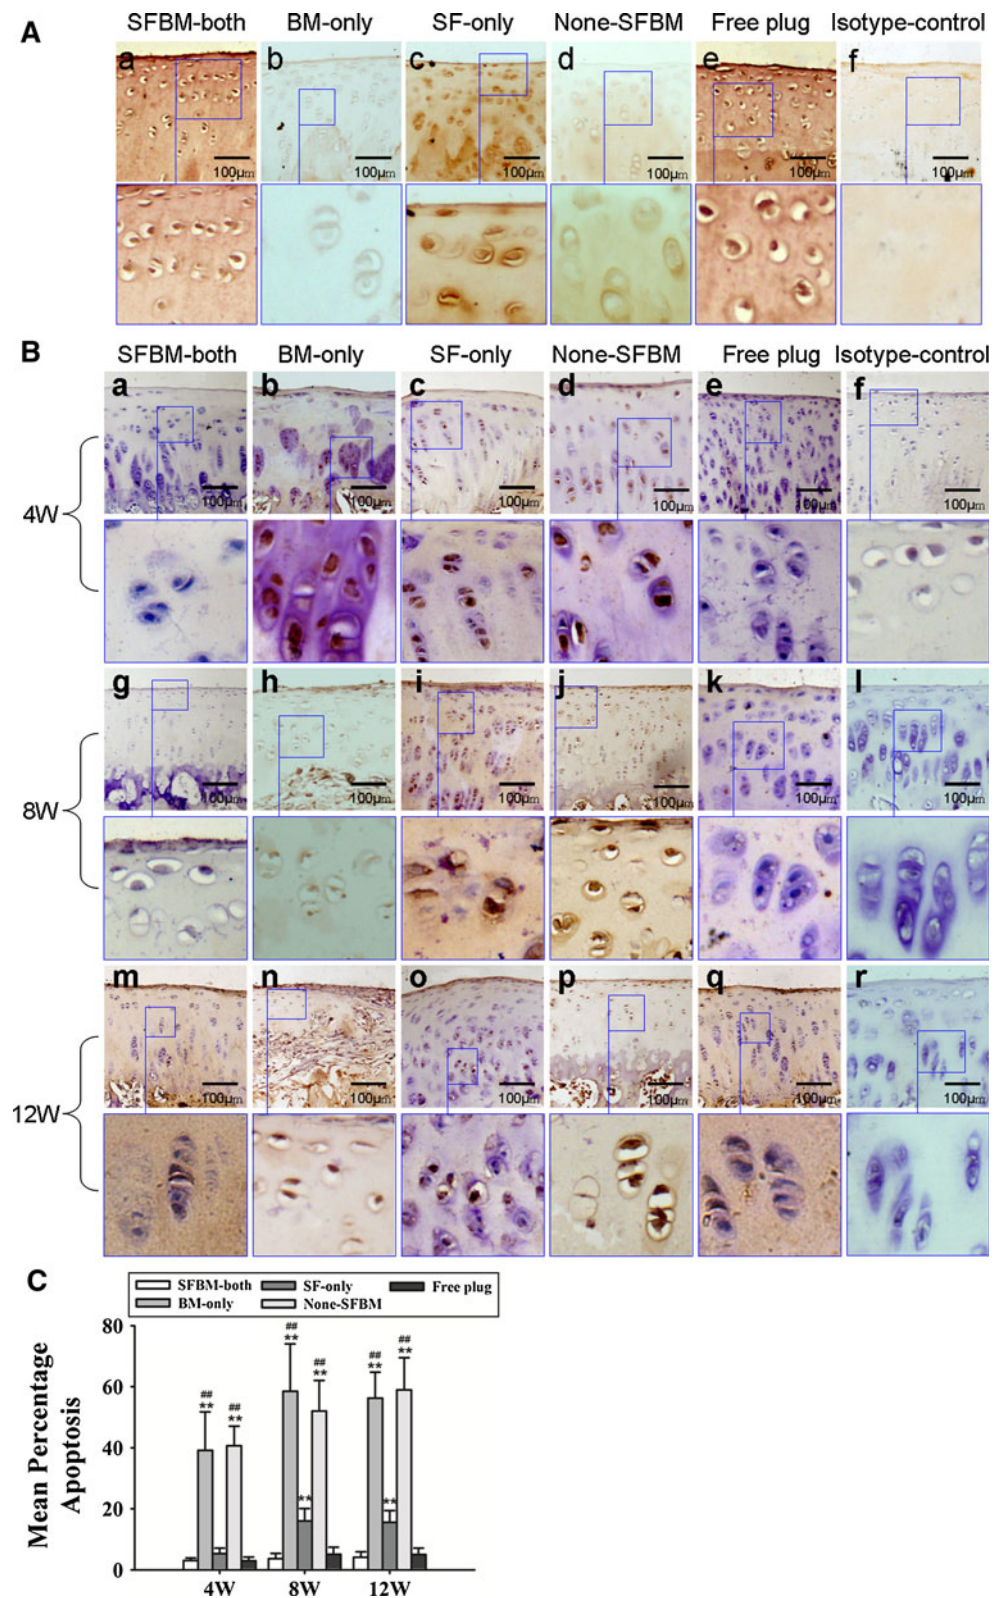 A
SFBM-both BM-only SF-only None-SFBM Free plug Isotype-control
a b c d e f
100μm 100μm 100μm 100μm 100μm 100μm
B
SFBM-both BM-only SF-only None-SFBM Free plug Isotype-control
a b c d e f
100μm 100μm 100μm 100μm 100μm 100μm
4W
g h i j k l
100μm 100μm 100μm 100μm 100μm 100μm
8W
m n o p q r
100μm 100μm 100μm 100μm 100μm 100μm
12W
C
SFBM-both SF-only Free plug
BM-only None-SFBM
Mean Percentage
Apoptosis
80
60
40
20
0
## ** ## **
## ** ** ## **
## ** ** ## **
4W 8W 12W